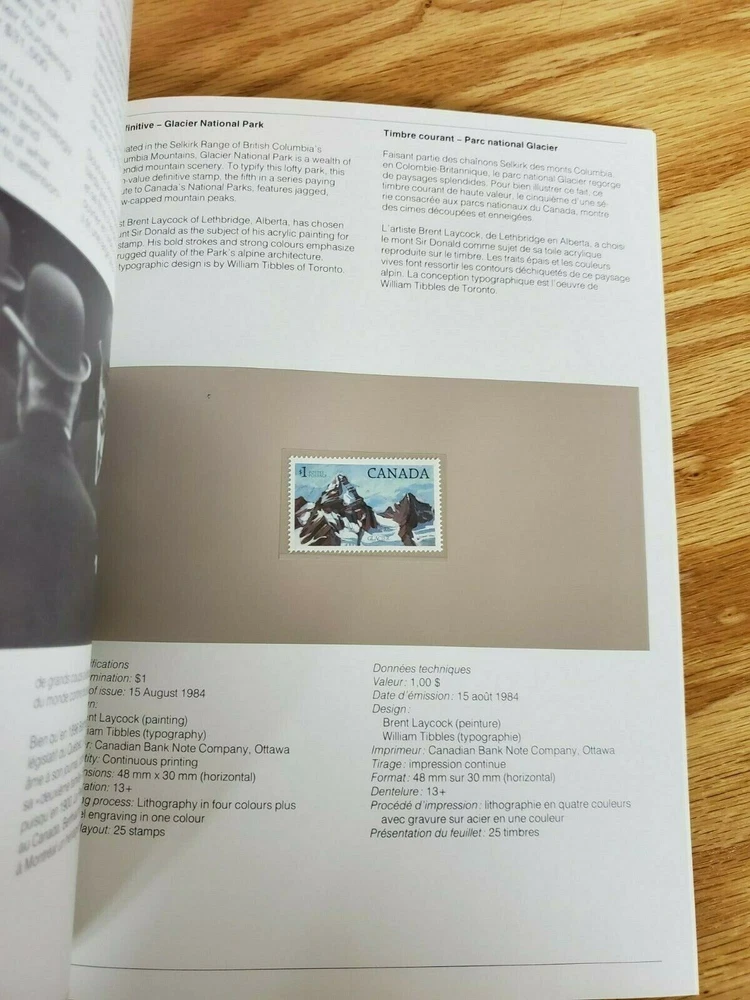 finitive – Glacier National Park
ated in the Selkirk Range of British Columbia's
umbia Mountains, Glacier National Park is a wealth of
ndid mountain scenery. To typify this lofty park, this
-value definitive stamp, the fifth in a series paying
ute to Canada's National Parks, features jagged,
w-capped mountain peaks.
st Brent Laycock of Lethbridge, Alberta, has chosen
unt Sir Donald as the subject of his acrylic painting for
stamp. His bold strokes and strong colours emphasize
rugged quality of the Park's alpine architecture.
typographic design is by William Tibbles of Toronto.
Timbre courant – Parc national Glacier
Faisant partie des chaînons Selkirk des monts Columbia,
en Colombie-Britannique, le parc national Glacier regorge
de paysages splendides. Pour bien illustrer ce fait, ce
timbre courant de haute valeur, le cinquième d'une sé-
rie consacrée aux parcs nationaux du Canada, montre
des cimes découpées et enneigées.
L'artiste Brent Laycock, de Lethbridge en Alberta, a choisi
le mont Sir Donald comme sujet de sa toile acrylique
reproduite sur le timbre. Les traits épais et les couleurs
vives font ressortir les contours déchiquetés de ce paysage
alpin. La conception typographique est l'oeuvre de
William Tibbles de Toronto.
$1 CANADA
ifications
mination: $1
of issue: 15 August 1984
n:
nt Laycock (painting)
iam Tibbles (typography)
r: Canadian Bank Note Company, Ottawa
tity: Continuous printing
nsions: 48 mm x 30 mm (horizontal)
ration: 13+
ng process: Lithography in four colours plus
el engraving in one colour
layout: 25 stamps
Données techniques
Valeur: 1,00 $
Date d'émission: 15 août 1984
Design:
Brent Laycock (peinture)
William Tibbles (typographie)
Imprimeur: Canadian Bank Note Company, Ottawa
Tirage: impression continue
Format: 48 mm sur 30 mm (horizontal)
Dentelure: 13+
Procédé d'impression: lithographie en quatre couleurs
avec gravure sur acier en une couleur
Présentation du feuillet: 25 timbres